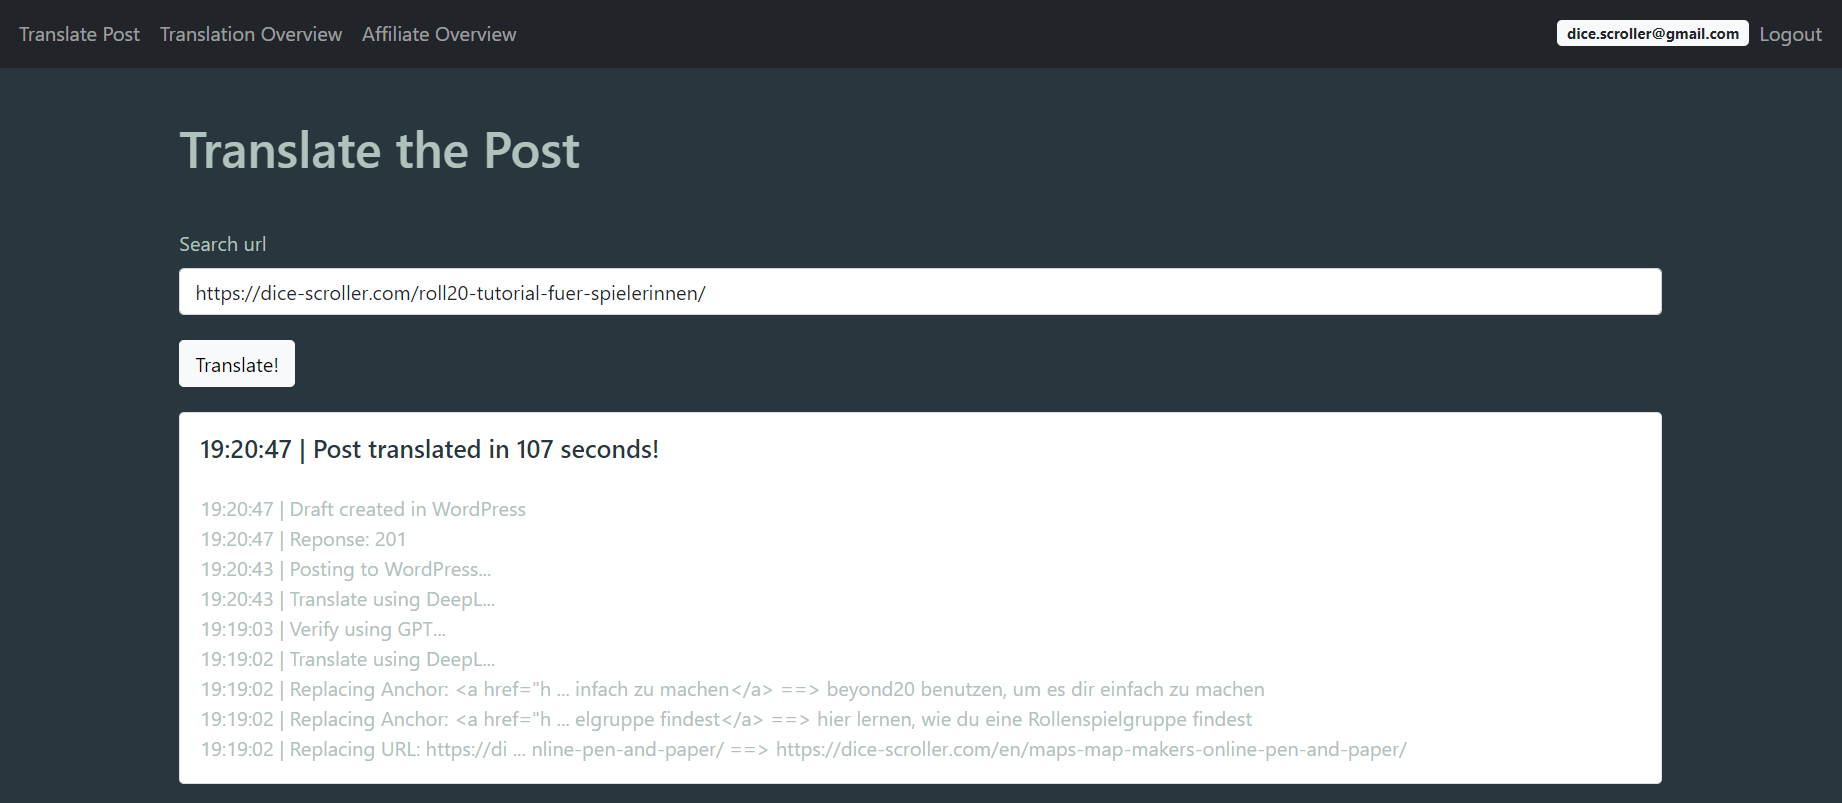 Translate Post Translation Overview Affiliate Overview dice.scroller@gmail.com Logout
Translate the Post
Search url
https://dice-scroller.com/roll20-tutorial-fuer-spielerinnen/
Translate!
19:20:47 | Post translated in 107 seconds!
19:20:47 | Draft created in WordPress
19:20:47 | Reponse: 201
19:20:43 | Posting to WordPress...
19:20:43 | Translate using DeepL...
19:19:03 | Verify using GPT...
19:19:02 | Translate using DeepL...
19:19:02 | Replacing Anchor: <a href="h ... infach zu machen</a> ==> beyond20 benutzen, um es dir einfach zu machen
19:19:02 | Replacing Anchor: <a href="h ... elgruppe findest</a> ==> hier lernen, wie du eine Rollenspielgruppe findest
19:19:02 | Replacing URL: https://di ... nline-pen-and-paper/ ==> https://dice-scroller.com/en/maps-map-makers-online-pen-and-paper/